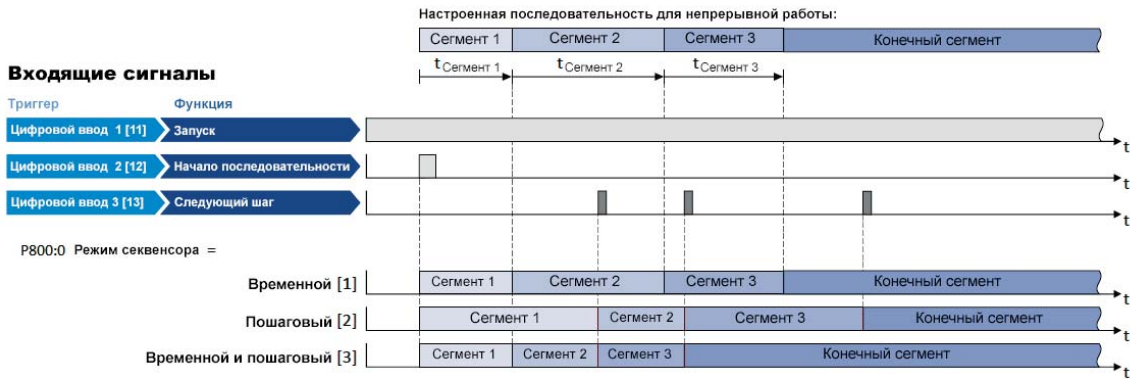 Настроенная последовательность для непрерывной работы:
Сегмент 1 Сегмент 2 Сегмент 3 Конечный сегмент
t Сегмент 1 t Сегмент 2 t Сегмент 3
Входящие сигналы
Триггер Функция
Цифровой ввод 1 [11] Запуск
t
Цифровой ввод 2 [12] Начало последовательности
t
Цифровой ввод 3 [13] Следующий шаг
t
P800:0 Режим секвенсора =
Временной [1] Сегмент 1 Сегмент 2 Сегмент 3 Конечный сегмент
t
Пошаговый [2] Сегмент 1 Сегмент 2 Сегмент 3 Конечный сегмент
t
Временной и пошаговый [3] Сегмент 1 Сегмент 2 Сегмент 3 Конечный сегмент
t